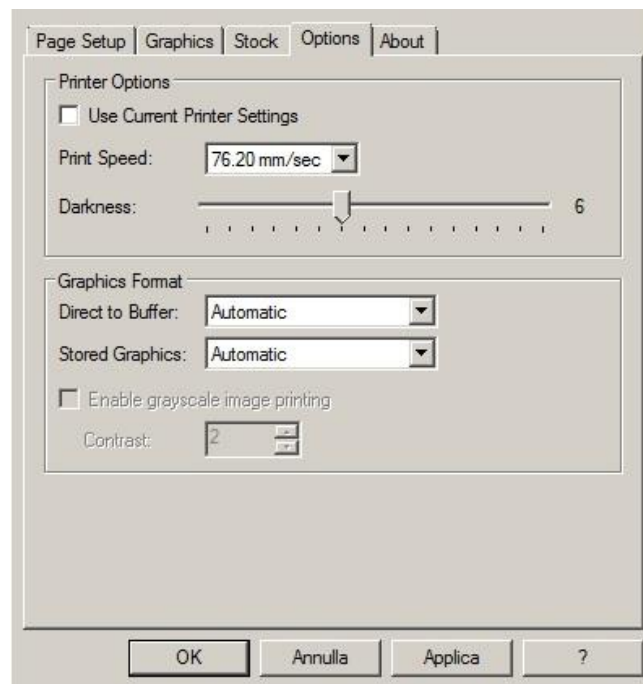 Page Setup Graphics Stock Options About
Printer Options
Use Current Printer Settings
Print Speed: 76.20 mm/sec
Darkness: 6
Graphics Format
Direct to Buffer: Automatic
Stored Graphics: Automatic
Enable grayscale image printing
Contrast: 2
OK Annulla Applica ?